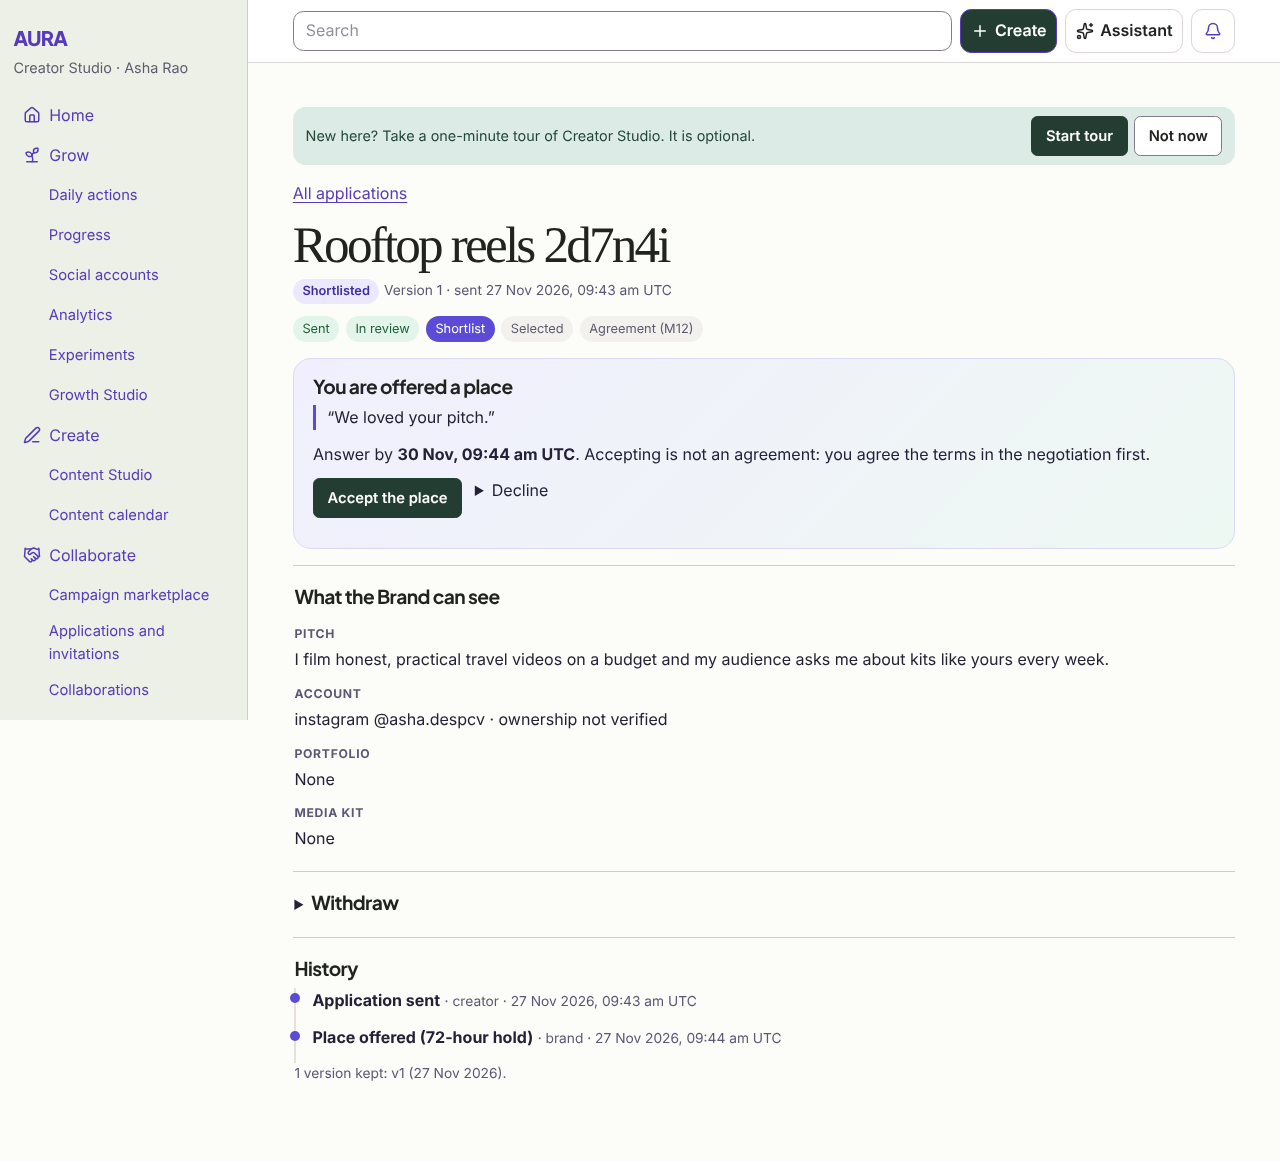 AURA
Creator Studio · Asha Rao
Home
Grow
Daily actions
Progress
Social accounts
Analytics
Experiments
Growth Studio
Create
Content Studio
Content calendar
Collaborate
Campaign marketplace
Applications and
invitations
Collaborations
Search
Create
Assistant
New here? Take a one-minute tour of Creator Studio. It is optional.
Start tour
Not now
All applications
Rooftop reels 2d7n4i
Shortlisted Version 1 · sent 27 Nov 2026, 09:43 am UTC
Sent In review Shortlist Selected Agreement (M12)
You are offered a place
“We loved your pitch.”
Answer by 30 Nov, 09:44 am UTC. Accepting is not an agreement: you agree the terms in the negotiation first.
Accept the place
Decline
What the Brand can see
PITCH
I film honest, practical travel videos on a budget and my audience asks me about kits like yours every week.
ACCOUNT
instagram @asha.despcv · ownership not verified
PORTFOLIO
None
MEDIA KIT
None
Withdraw
History
Application sent · creator · 27 Nov 2026, 09:43 am UTC
Place offered (72-hour hold) · brand · 27 Nov 2026, 09:44 am UTC
1 version kept: v1 (27 Nov 2026).